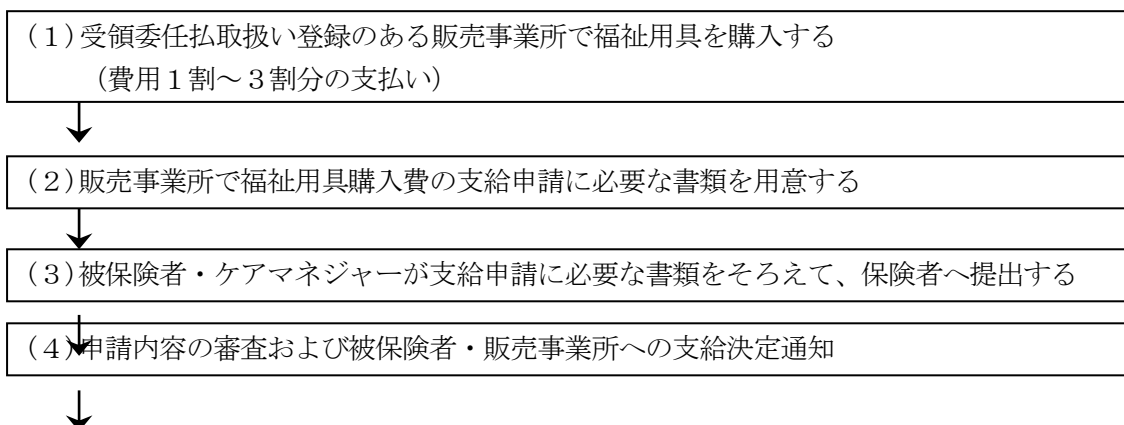 (１)受領委任払取扱い登録のある販売事業所で福祉用具を購入する
（費用１割～３割分の支払い）
(２)販売事業所で福祉用具購入費の支給申請に必要な書類を用意する
(３)被保険者・ケアマネジャーが支給申請に必要な書類をそろえて、保険者へ提出する
(４)申請内容の審査および被保険者・販売事業所への支給決定通知